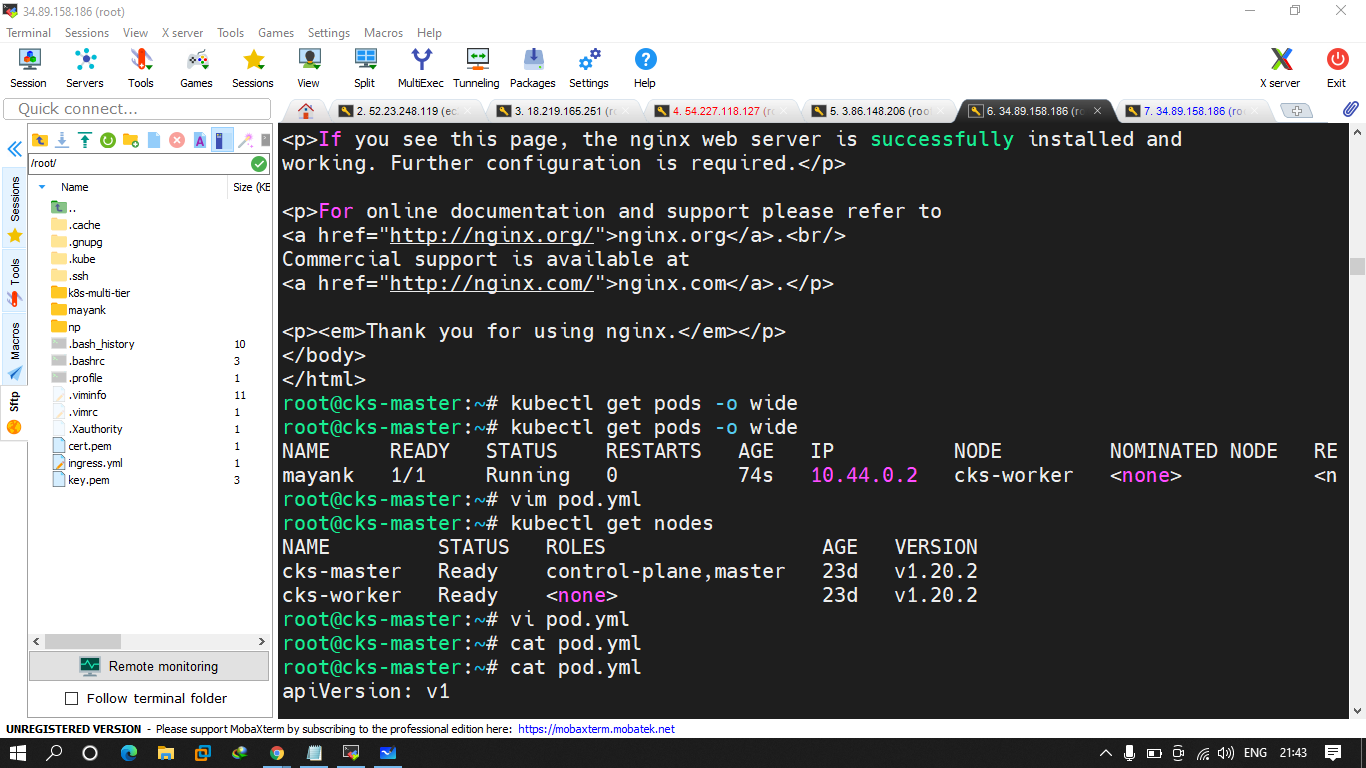 34.89.158.186 (root)
Terminal Sessions View X server Tools Games Settings Macros Help
Session Servers Tools Games Sessions View Split MultiExec Tunneling Packages Settings Help X server Exit
Quick connect...
2. 52.23.248.119 (ec
3. 18.219.165.251 (ro
4. 54.227.118.127 (ro
5. 3.86.148.206 (root
6. 34.89.158.186 (ro
7. 34.89.158.186 (ro
/root/
Name Size (KB
..
.cache
.gnupg
.kube
.ssh
k8s-multi-tier
mayank
np
.bash_history 10
.bashrc 3
.profile 1
.viminfo 11
.vimrc 1
.Xauthority 1
cert.pem 1
ingress.yml 1
key.pem 3
Sessions
Tools
Macros
Sftp
Remote monitoring
Follow terminal folder
<p>If you see this page, the nginx web server is successfully installed and
working. Further configuration is required.</p>
<p>For online documentation and support please refer to
<a href="http://nginx.org/">nginx.org</a>.<br/>
Commercial support is available at
<a href="http://nginx.com/">nginx.com</a>.</p>
<p><em>Thank you for using nginx.</em></p>
</body>
</html>
root@cks-master:~# kubectl get pods -o wide
root@cks-master:~# kubectl get pods -o wide
NAME READY STATUS RESTARTS AGE IP NODE NOMINATED NODE RE
mayank 1/1 Running 0 74s 10.44.0.2 cks-worker <none> <n
root@cks-master:~# vim pod.yml
root@cks-master:~# kubectl get nodes
NAME STATUS ROLES AGE VERSION
cks-master Ready control-plane,master 23d v1.20.2
cks-worker Ready <none> 23d v1.20.2
root@cks-master:~# vi pod.yml
root@cks-master:~# cat pod.yml
root@cks-master:~# cat pod.yml
apiVersion: v1
UNREGISTERED VERSION - Please support MobaXterm by subscribing to the professional edition here: https://mobaxterm.mobatek.net
ENG 21:43